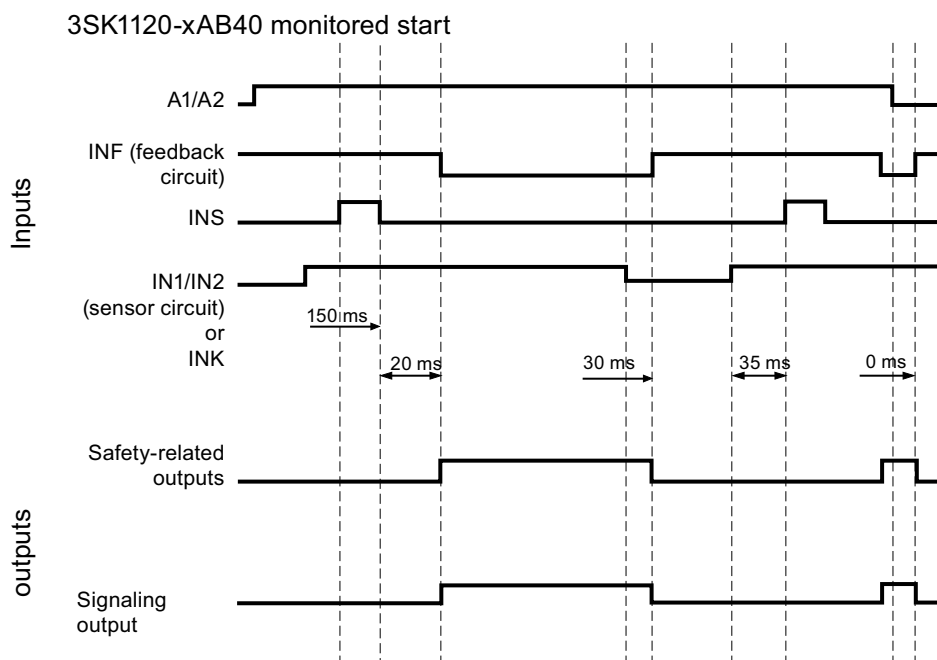 3SK1120-xAB40 monitored start
Inputs
A1/A2
INF (feedback
circuit)
INS
IN1/IN2
(sensor circuit)
or
INK
150 ms
20 ms
30 ms
35 ms
0 ms
outputs
Safety-related
outputs
Signaling
output